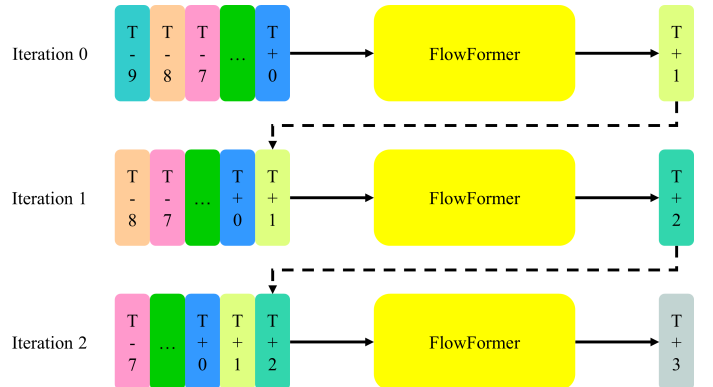 Iteration 0
T-9 T-8 T-7 ... T+0
FlowFormer
T+1
Iteration 1
T-8 T-7 ... T+0 T+1
FlowFormer
T+2
Iteration 2
T-7 ... T+0 T+1 T+2
FlowFormer
T+3